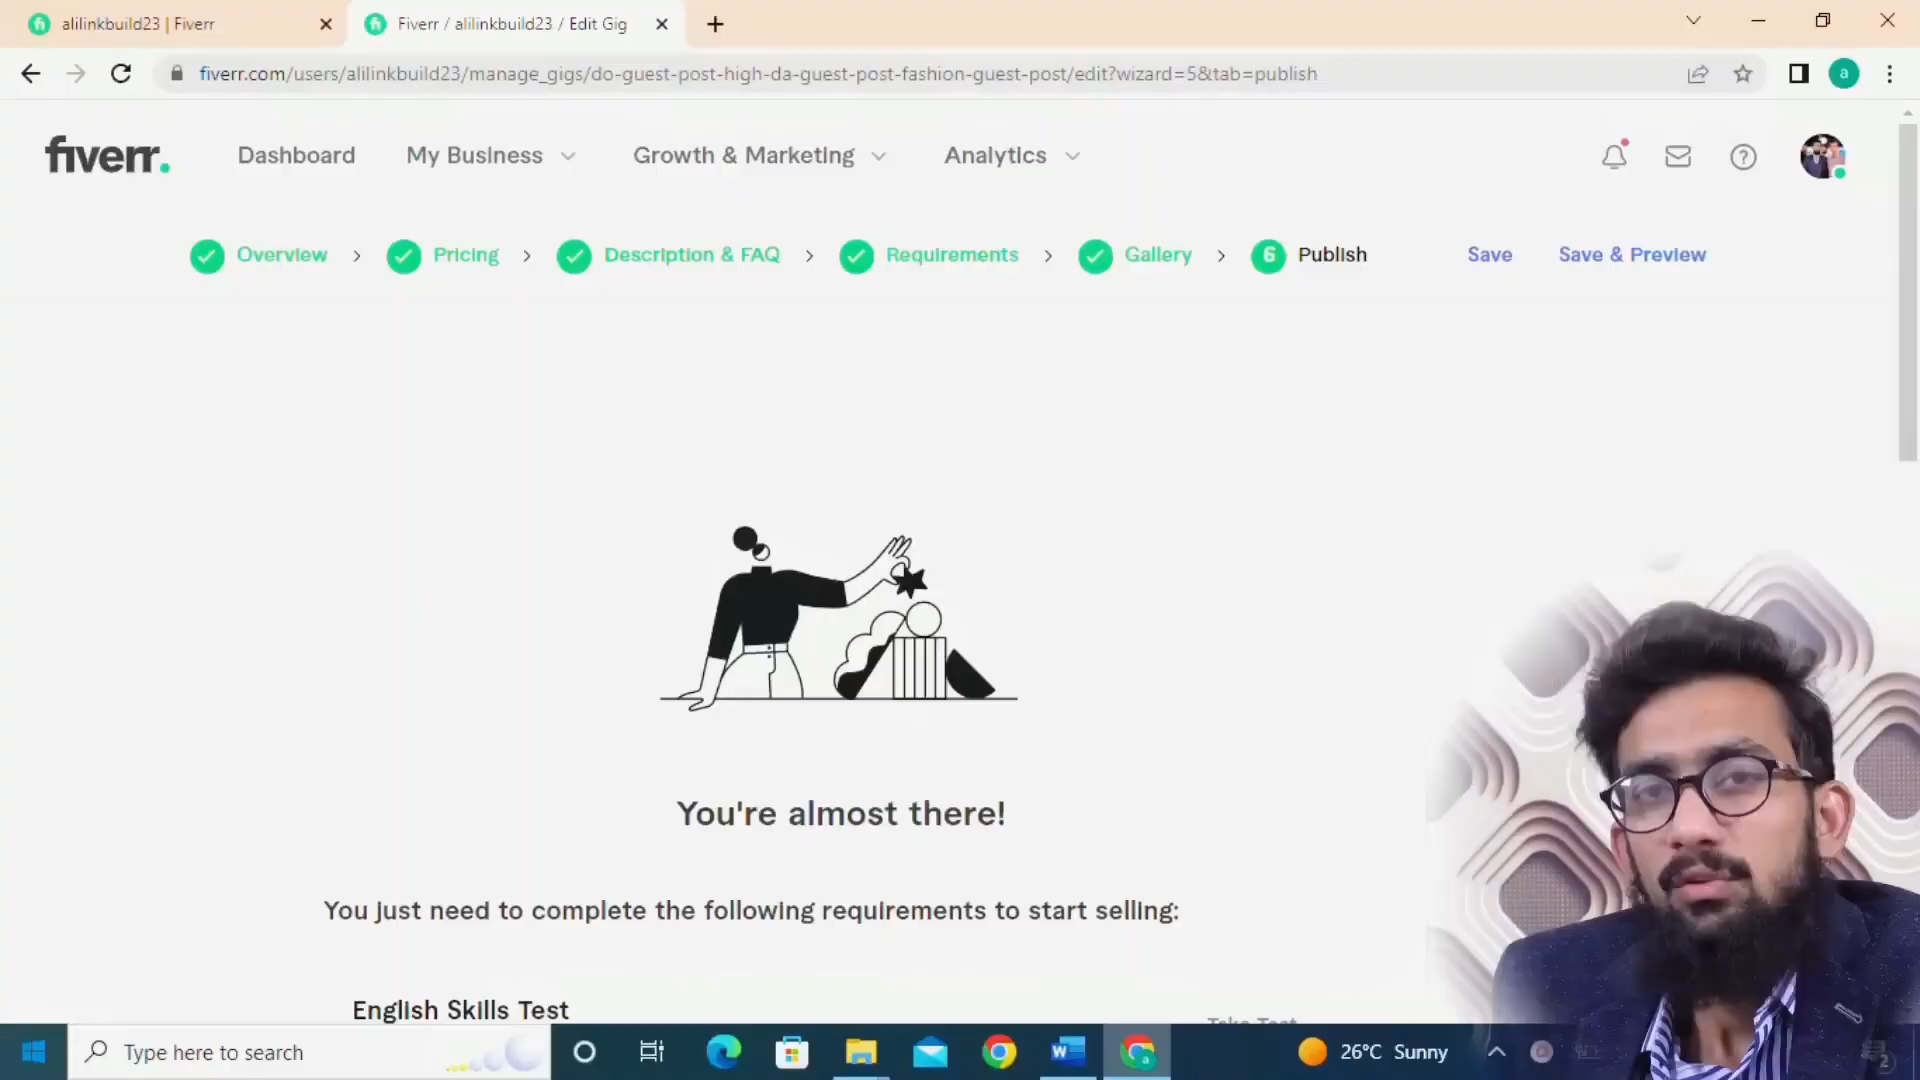 alilinkbuild23 | Fiverr
Fiverr / alilinkbuild23 / Edit Gig
fiverr.com/users/alilinkbuild23/manage_gigs/do-guest-post-high-da-guest-post-fashion-guest-post/edit?wizard=5&tab=publish
a
fiverr.
Dashboard
My Business
Growth & Marketing
Analytics
Overview
Pricing
Description & FAQ
Requirements
Gallery
6 Publish
Save
Save & Preview
You're almost there!
You just need to complete the following requirements to start selling:
English Skills Test
Take Test
Type here to search
26°C Sunny
2